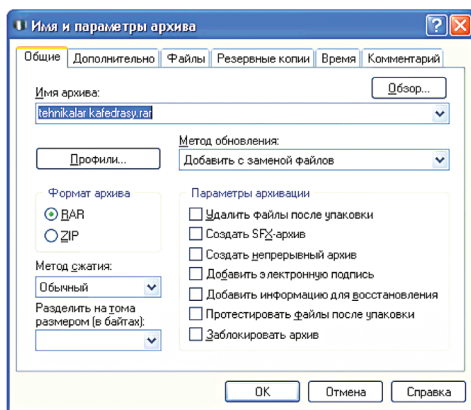 Имя и параметры архива
Общие Дополнительно Файлы Резервные копии Время Комментарий
Имя архива:
Обзор...
tehnikalar kafedrasy.rar
Метод обновления:
Профили...
Добавить с заменой файлов
Формат архива
Параметры архивации
RAR
ZIP
Удалить файлы после упаковки
Создать SFX-архив
Создать непрерывный архив
Добавить электронную подпись
Добавить информацию для восстановления
Протестировать файлы после упаковки
Заблокировать архив
Метод сжатия:
Обычный
Разделить на тома
размером (в байтах):
OK Отмена Справка